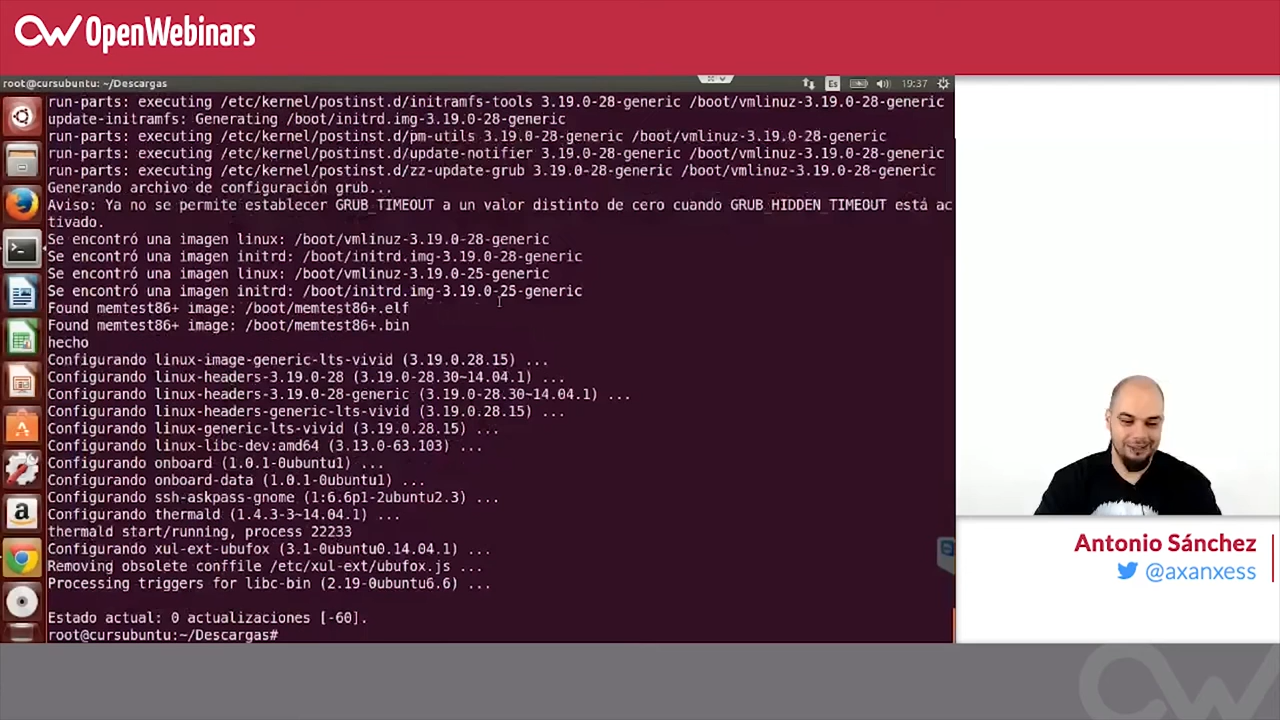 OpenWebinars
root@cursubuntu: ~/Descargas
Es
19:37
run-parts: executing /etc/kernel/postinst.d/initramfs-tools 3.19.0-28-generic /boot/vmlinuz-3.19.0-28-generic
update-initramfs: Generating /boot/initrd.img-3.19.0-28-generic
run-parts: executing /etc/kernel/postinst.d/pm-utils 3.19.0-28-generic /boot/vmlinuz-3.19.0-28-generic
run-parts: executing /etc/kernel/postinst.d/update-notifier 3.19.0-28-generic /boot/vmlinuz-3.19.0-28-generic
run-parts: executing /etc/kernel/postinst.d/zz-update-grub 3.19.0-28-generic /boot/vmlinuz-3.19.0-28-generic
Generando archivo de configuración grub...
Aviso: Ya no se permite establecer GRUB_TIMEOUT a un valor distinto de cero cuando GRUB_HIDDEN_TIMEOUT está ac
tivado.
Se encontró una imagen linux: /boot/vmlinuz-3.19.0-28-generic
Se encontró una imagen initrd: /boot/initrd.img-3.19.0-28-generic
Se encontró una imagen linux: /boot/vmlinuz-3.19.0-25-generic
Se encontró una imagen initrd: /boot/initrd.img-3.19.0-25-generic
Found memtest86+ image: /boot/memtest86+.elf
Found memtest86+ image: /boot/memtest86+.bin
hecho
Configurando linux-image-generic-lts-vivid (3.19.0.28.15) ...
Configurando linux-headers-3.19.0-28 (3.19.0-28.30~14.04.1) ...
Configurando linux-headers-3.19.0-28-generic (3.19.0-28.30~14.04.1) ...
Configurando linux-headers-generic-lts-vivid (3.19.0.28.15) ...
Configurando linux-generic-lts-vivid (3.19.0.28.15) ...
Configurando linux-libc-dev:amd64 (3.13.0-63.103) ...
Configurando onboard (1.0.1-0ubuntu1) ...
Configurando onboard-data (1.0.1-0ubuntu1) ...
Configurando ssh-askpass-gnome (1:6.6p1-2ubuntu2.3) ...
Configurando thermald (1.4.3-3~14.04.1) ...
thermald start/running, process 22233
Configurando xul-ext-ubufox (3.1-0ubuntu0.14.04.1) ...
Removing obsolete conffile /etc/xul-ext/ubufox.js ...
Processing triggers for libc-bin (2.19-0ubuntu6.6) ...
Estado actual: 0 actualizaciones [-60].
root@cursubuntu:~/Descargas#
Antonio Sánchez
@axanxess